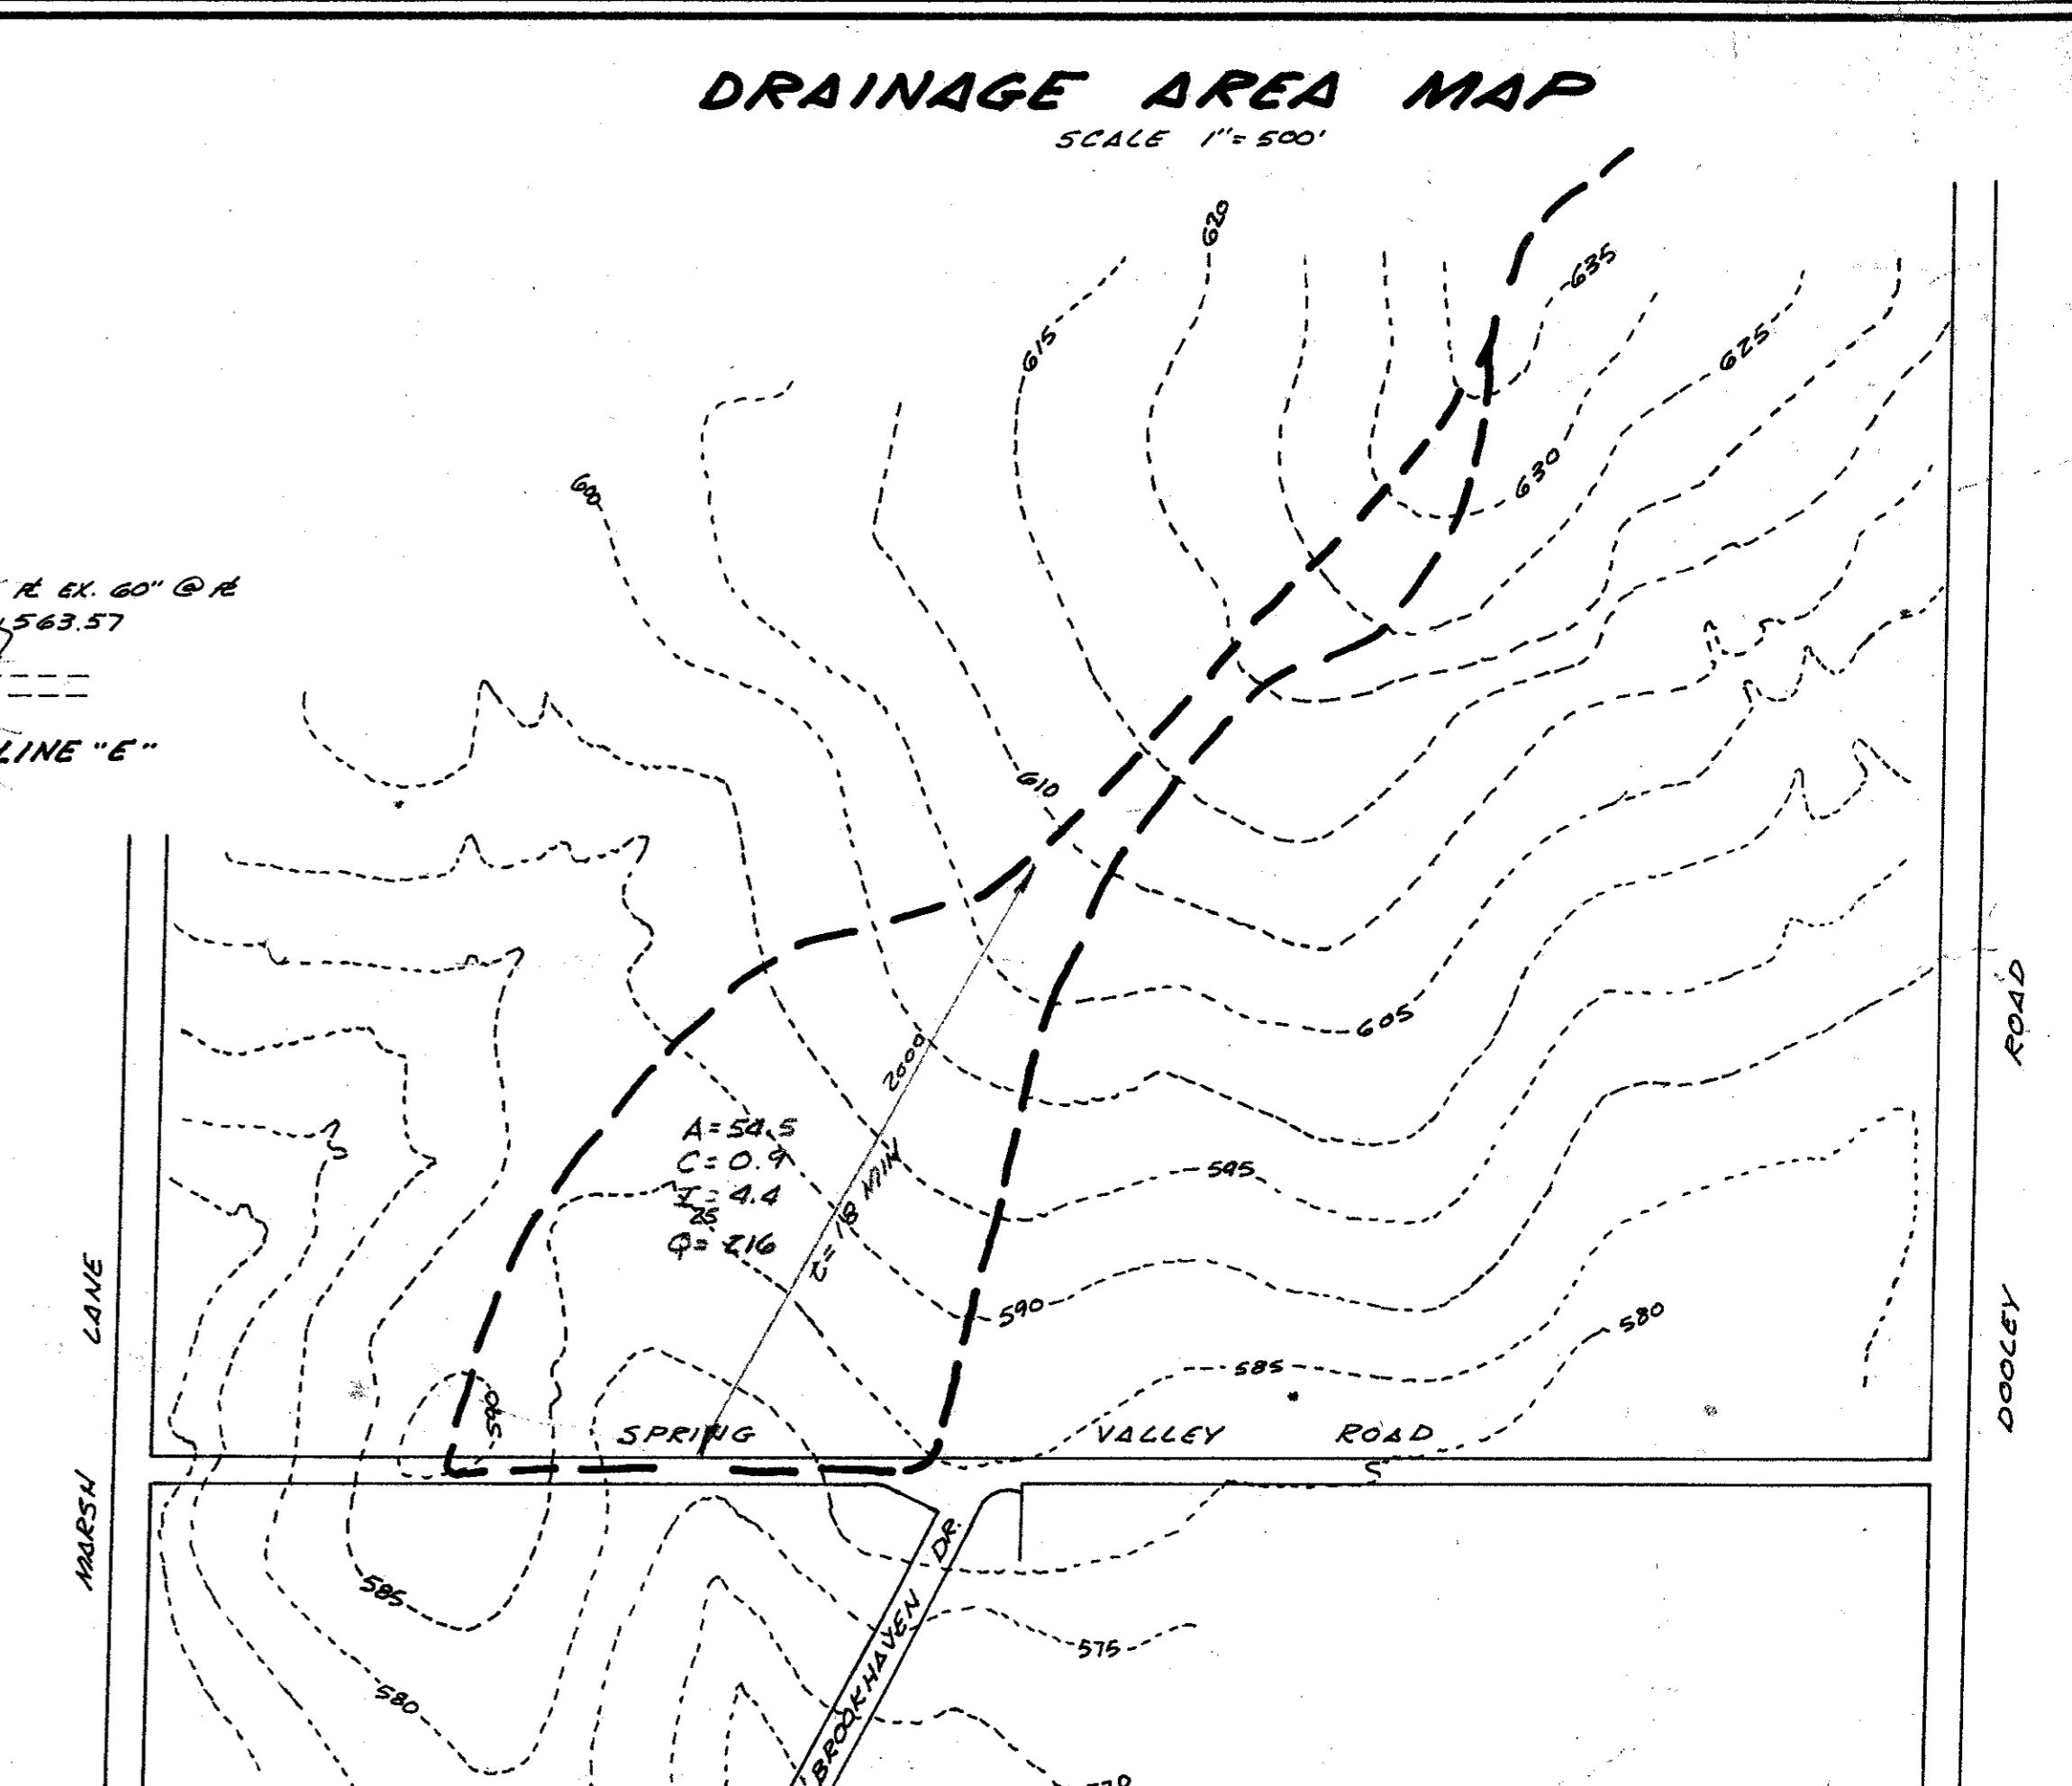 DRAINAGE AREA MAP
SCALE 1"=500'
620
635
615
625
600
630
℄ EX. 60" @ ℄
563.57
LINE "E"
610
605
2000'
A=54.5
C=0.9
I=4.4
25
Q=216
t=18 MIN
595
590
590
585
580
SPRING VALLEY ROAD
ROAD
DOOLEY
LANE
MARSH
DR.
BROOKHAVEN
585
575
580